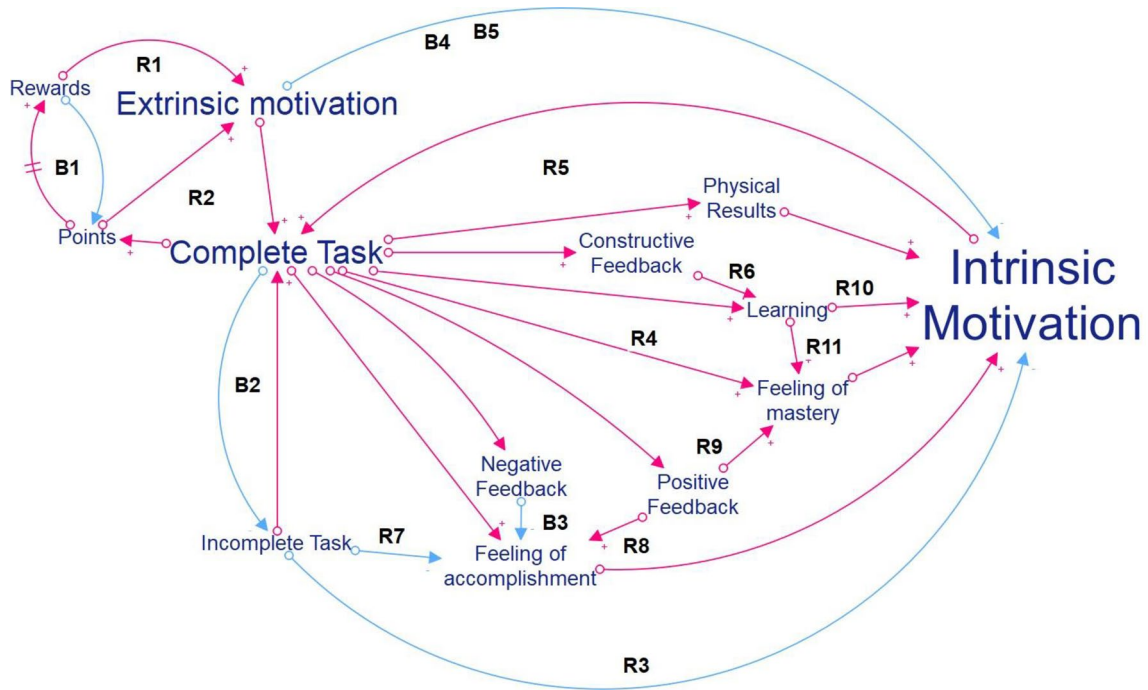 B4 B5
R1
Rewards
Extrinsic motivation
B1
R2
R5
Physical
Results
Points
Complete Task
Constructive
Feedback
Intrinsic
Motivation
R6
R10
Learning
R4
R11
B2
Feeling of
mastery
R9
Negative
Feedback
Positive
Feedback
B3
Incomplete Task
R7
R8
Feeling of
accomplishment
R3